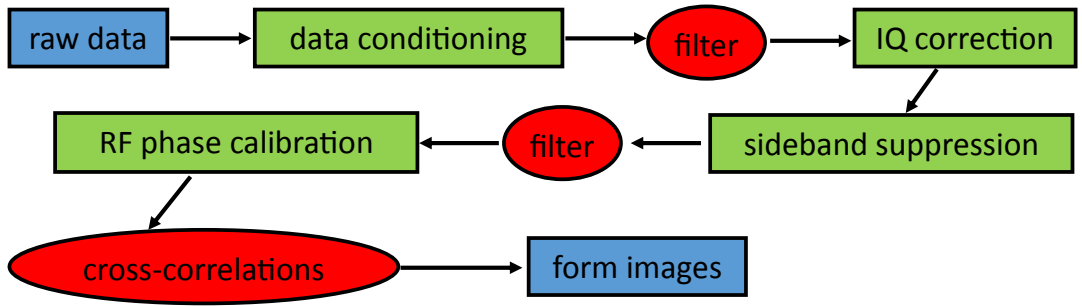 raw data
data conditioning
filter
IQ correction
sideband suppression
filter
RF phase calibration
cross-correlations
form images